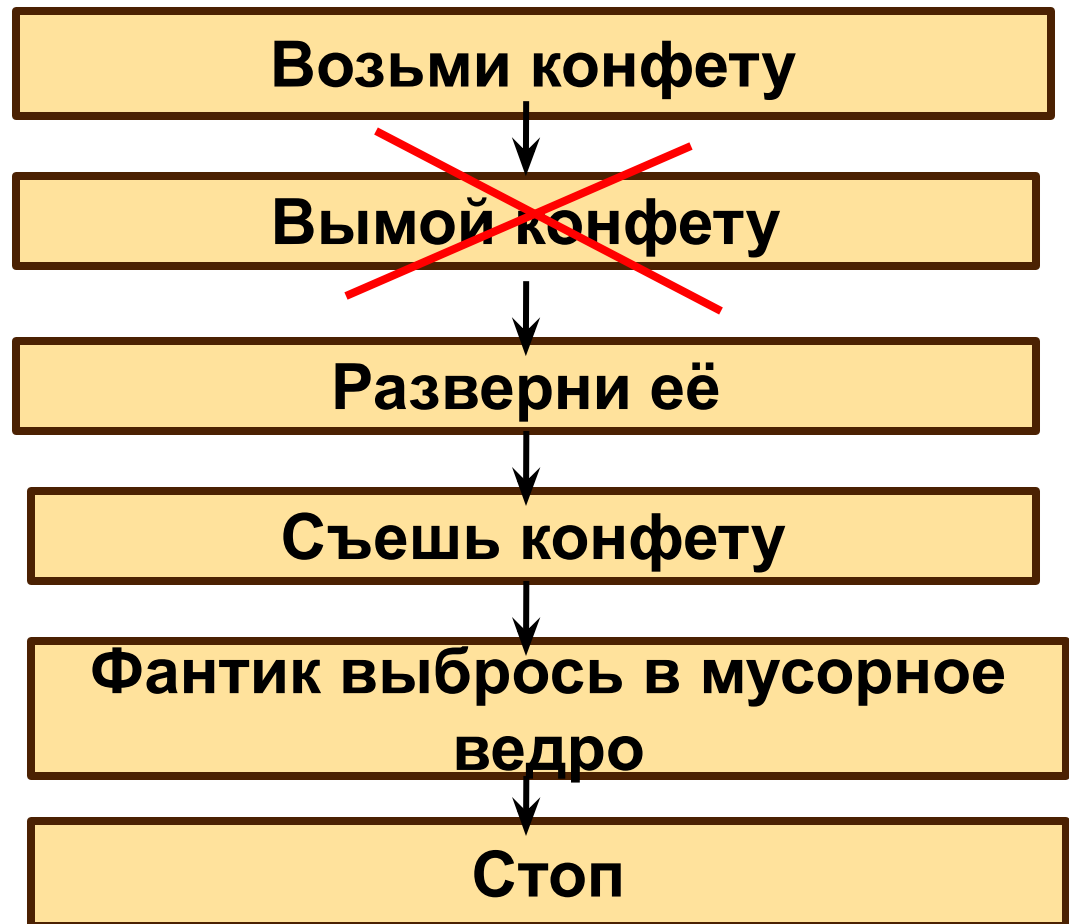 Возьми конфету
Вымой конфету
Разверни её
Съешь конфету
Фантик выбрось в мусорное
ведро
Стоп